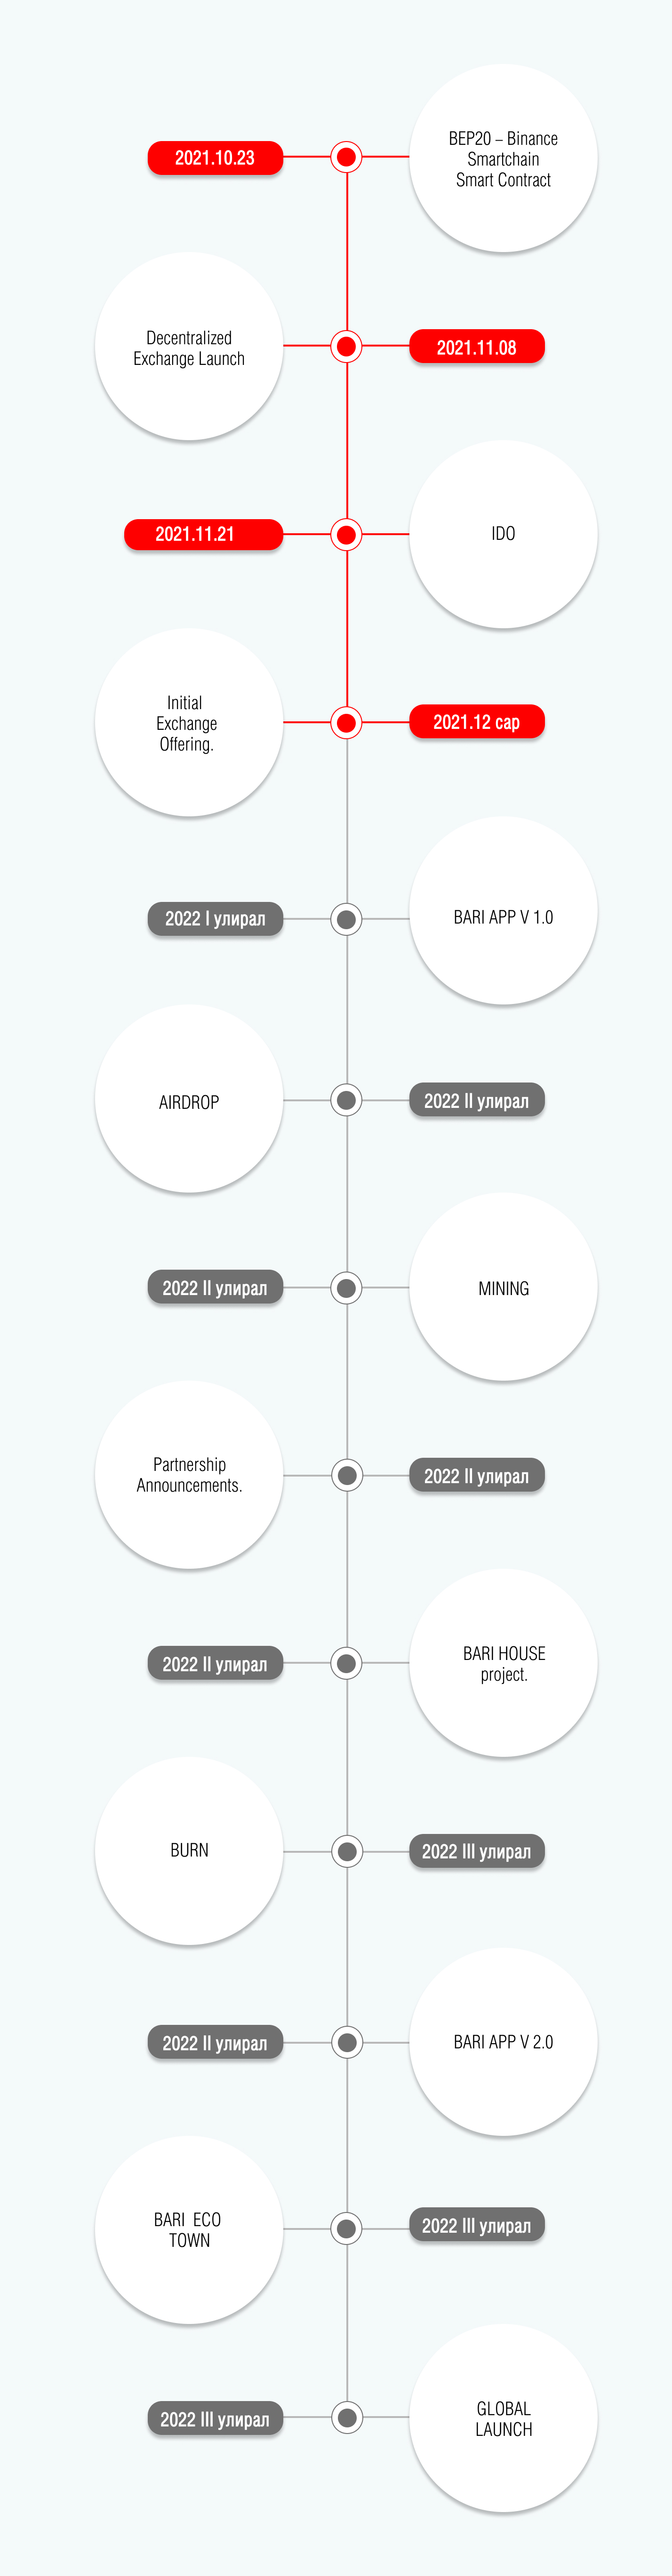 2021.10.23
BEP20 – Binance
Smartchain
Smart Contract
Decentralized
Exchange Launch
2021.11.08
2021.11.21
IDO
Initial
Exchange
Offering.
2021.12 сар
2022 I улирал
BARI APP V 1.0
AIRDROP
2022 II улирал
2022 II улирал
MINING
Partnership
Announcements.
2022 II улирал
2022 II улирал
BARI HOUSE
project.
BURN
2022 III улирал
2022 II улирал
BARI APP V 2.0
BARI ECO
TOWN
2022 III улирал
2022 III улирал
GLOBAL
LAUNCH